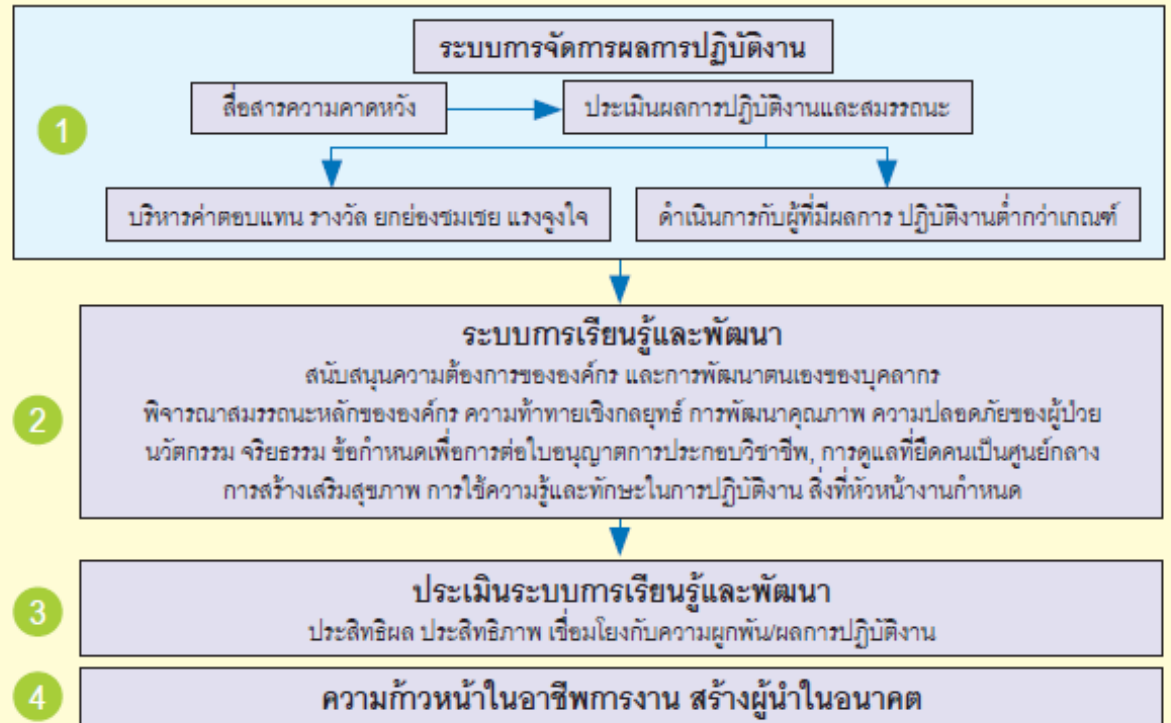 ระบบการจัดการผลการปฏิบัติงาน
สื่อสารความคาดหวัง
ประเมินผลการปฏิบัติงานและสมรรถนะ
1
บริหารค่าตอบแทน รางวัล ยกย่องชมเชย แรงจูงใจ
ดำเนินการกับผู้ที่มีผลการ ปฏิบัติงานต่ำกว่าเกณฑ์
ระบบการเรียนรู้และพัฒนา
สนับสนุนความต้องการขององค์กร และการพัฒนาตนเองของบุคลากร
2
พิจารณาสมรรถนะหลักขององค์กร ความท้าทายเชิงกลยุทธ์ การพัฒนาคุณภาพ ความปลอดภัยของผู้ป่วย
นวัตกรรม จริยธรรม ข้อกำหนดเพื่อการต่อใบอนุญาตการประกอบวิชาชีพ, การดูแลที่ยึดคนเป็นศูนย์กลาง
การสร้างเสริมสุขภาพ การใช้ความรู้และทักษะในการปฏิบัติงาน สิ่งที่หัวหน้างานกำหนด
3
ประเมินระบบการเรียนรู้และพัฒนา
ประสิทธิผล ประสิทธิภาพ เชื่อมโยงกับความผูกพัน/ผลการปฏิบัติงาน
4
ความก้าวหน้าในอาชีพการงาน สร้างผู้นำในอนาคต